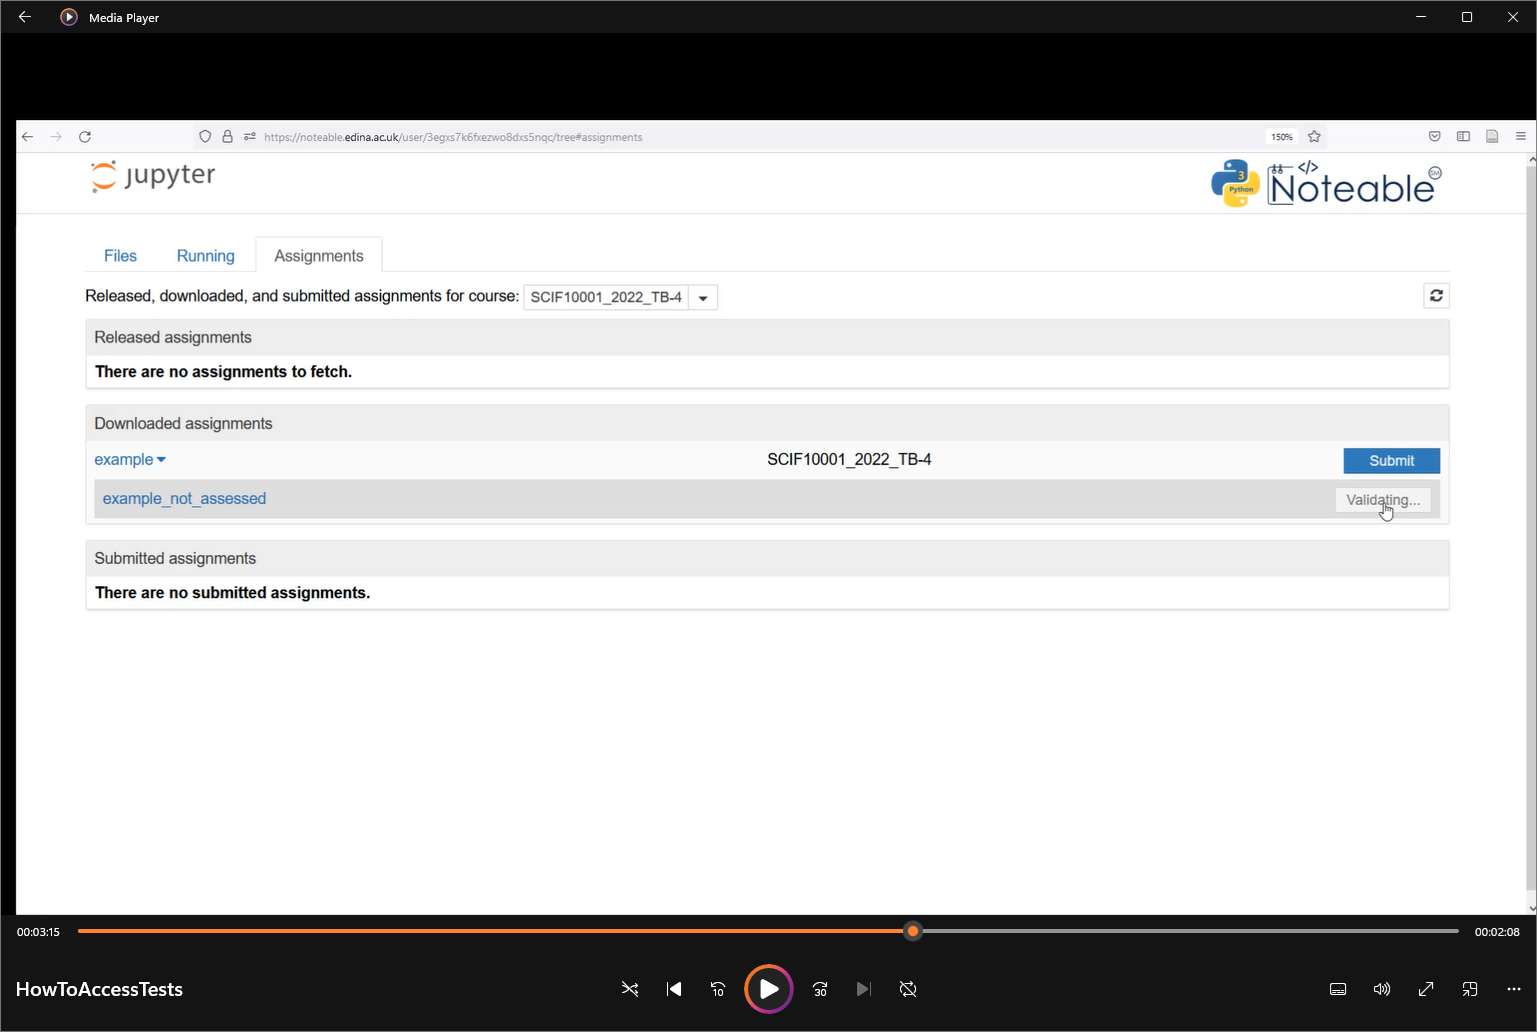 Media Player
https://noteable.edina.ac.uk/user/3egxs7k6fxezwo8dxs5nqc/tree#assignments
150%
jupyter
3
Python
</>
Noteable
SM
Files
Running
Assignments
Released, downloaded, and submitted assignments for course:
SCIF10001_2022_TB-4
Released assignments
There are no assignments to fetch.
Downloaded assignments
example
SCIF10001_2022_TB-4
Submit
example_not_assessed
Validating...
Submitted assignments
There are no submitted assignments.
00:03:15
00:02:08
HowToAccessTests
10
30